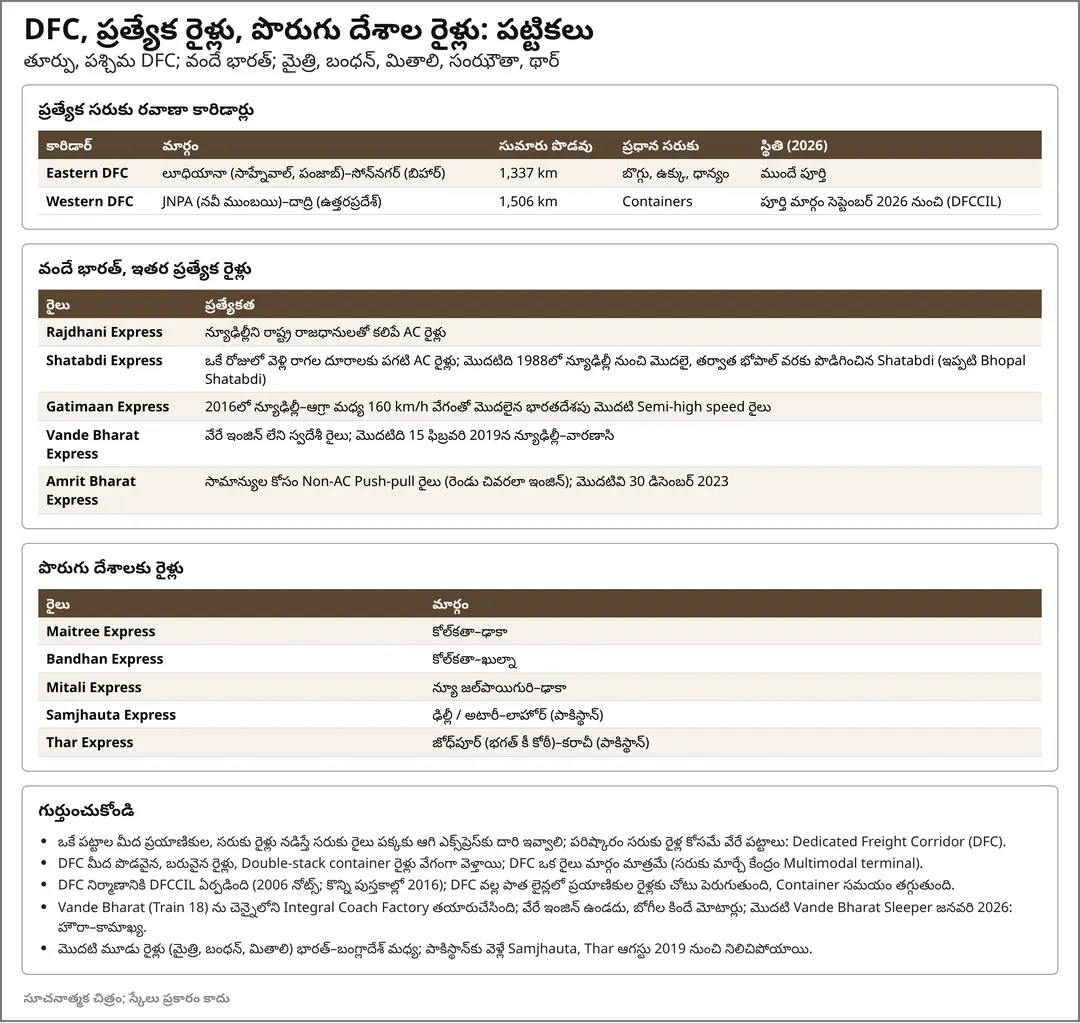 DFC, ప్రత్యేక రైళ్లు, పొరుగు దేశాల రైళ్లు: పట్టికలు
తూర్పు, పశ్చిమ DFC; వందే భారత్; మైత్రి, బంధన్, మితాలి, సంఝౌతా, థార్
ప్రత్యేక సరుకు రవాణా కారిడార్లు
కారిడార్ మార్గం సుమారు పొడవు ప్రధాన సరుకు స్థితి (2026)
Eastern DFC లూధియానా (సాహ్నేవాల్, పంజాబ్)–సోన్‌నగర్ (బిహార్) 1,337 km బొగ్గు, ఉక్కు, ధాన్యం ముందే పూర్తి
Western DFC JNPA (నవీ ముంబయి)–దాద్రి (ఉత్తరప్రదేశ్) 1,506 km Containers పూర్తి మార్గం సెప్టెంబర్ 2026 నుంచి (DFCCIL)
వందే భారత్, ఇతర ప్రత్యేక రైళ్లు
రైలు ప్రత్యేకత
Rajdhani Express న్యూఢిల్లీని రాష్ట్ర రాజధానులతో కలిపే AC రైళ్లు
Shatabdi Express ఒకే రోజులో వెళ్లి రాగల దూరాలకు పగటి AC రైళ్లు; మొదటిది 1988లో న్యూఢిల్లీ నుంచి మొదలై, తర్వాత భోపాల్ వరకు పొడిగించిన Shatabdi (ఇప్పటి Bhopal
Shatabdi)
Gatimaan Express 2016లో న్యూఢిల్లీ–ఆగ్రా మధ్య 160 km/h వేగంతో మొదలైన భారతదేశపు మొదటి Semi-high speed రైలు
Vande Bharat వేరే ఇంజిన్ లేని స్వదేశీ రైలు; మొదటిది 15 ఫిబ్రవరి 2019న న్యూఢిల్లీ–వారణాసి
Express
Amrit Bharat సామాన్యుల కోసం Non-AC Push-pull రైలు (రెండు చివరలా ఇంజిన్); మొదటివి 30 డిసెంబర్ 2023
Express
పొరుగు దేశాలకు రైళ్లు
రైలు మార్గం
Maitree Express కోల్‌కతా–ఢాకా
Bandhan Express కోల్‌కతా–ఖుల్నా
Mitali Express న్యూ జల్‌పాయిగురి–ఢాకా
Samjhauta Express ఢిల్లీ / అటారీ–లాహోర్ (పాకిస్థాన్)
Thar Express జోధ్‌పూర్ (భగత్ కీ కోఠీ)–కరాచీ (పాకిస్థాన్)
గుర్తుంచుకోండి
• ఒకే పట్టాల మీద ప్రయాణికుల, సరుకు రైళ్లు నడిస్తే సరుకు రైలు పక్కకు ఆగి ఎక్స్‌ప్రెస్‌కు దారి ఇవ్వాలి; పరిష్కారం సరుకు రైళ్ల కోసమే వేరే పట్టాలు: Dedicated Freight Corridor (DFC).
• DFC మీద పొడవైన, బరువైన రైళ్లు, Double-stack container రైళ్లు వేగంగా వెళ్తాయి; DFC ఒక రైలు మార్గం మాత్రమే (సరుకు మార్చే కేంద్రం Multimodal terminal).
• DFC నిర్మాణానికి DFCCIL ఏర్పడింది (2006 నోట్స్; కొన్ని పుస్తకాల్లో 2016); DFC వల్ల పాత లైన్లలో ప్రయాణికుల రైళ్లకు చోటు పెరుగుతుంది, Container సమయం తగ్గుతుంది.
• Vande Bharat (Train 18) ను చెన్నైలోని Integral Coach Factory తయారుచేసింది; వేరే ఇంజిన్ ఉండదు, బోగీల కిందే మోటార్లు; మొదటి Vande Bharat Sleeper జనవరి 2026:
హౌరా–కామాఖ్య.
• మొదటి మూడు రైళ్లు (మైత్రి, బంధన్, మితాలి) భారత్–బంగ్లాదేశ్ మధ్య; పాకిస్థాన్‌కు వెళ్లే Samjhauta, Thar ఆగస్టు 2019 నుంచి నిలిచిపోయాయి.
సూచనాత్మక చిత్రం; స్కేలు ప్రకారం కాదు